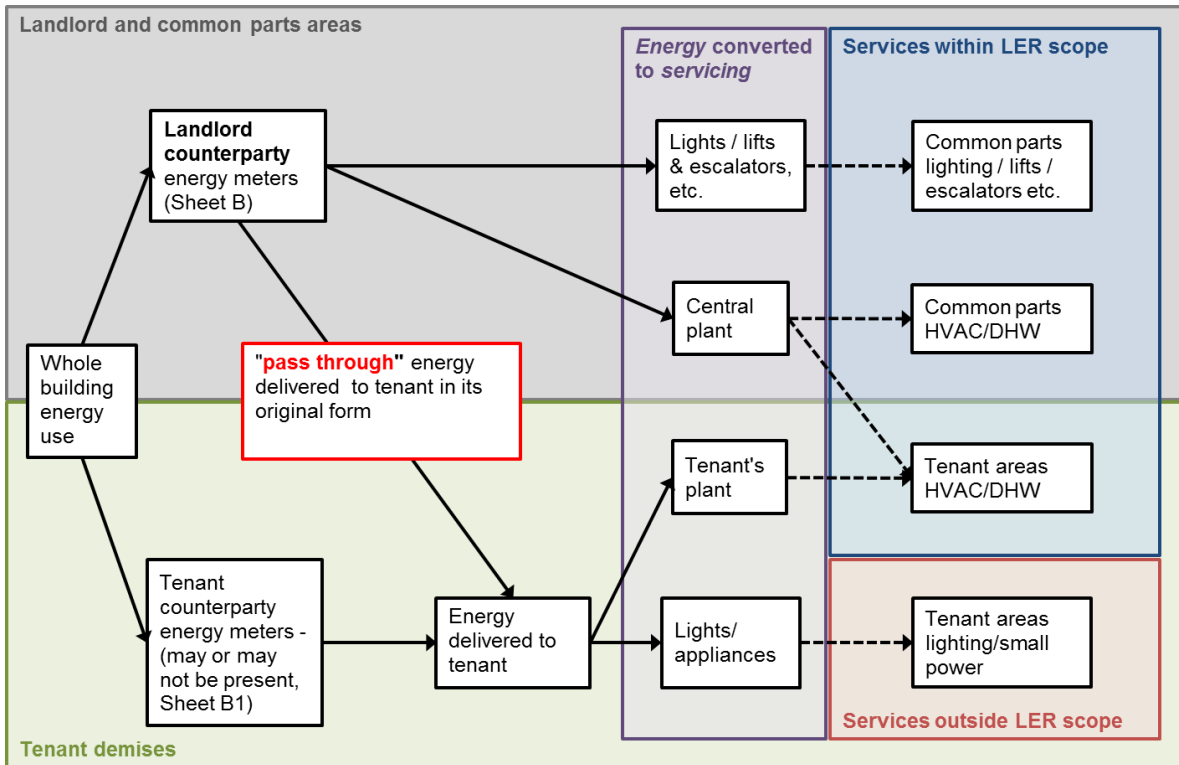 Landlord and common parts areas
Energy converted
to servicing
Services within LER scope
Landlord
counterparty
energy meters
(Sheet B)
Lights / lifts
& escalators,
etc.
Common parts
lighting / lifts /
escalators etc.
Central
plant
Common parts
HVAC/DHW
Whole
building
energy
use
"pass through" energy
delivered  to tenant in its
original form
Tenant's
plant
Tenant areas
HVAC/DHW
Tenant
counterparty
energy meters -
(may or may
not be present,
Sheet B1)
Energy
delivered to
tenant
Lights/
appliances
Tenant areas
lighting/small
power
Services outside LER scope
Tenant demises